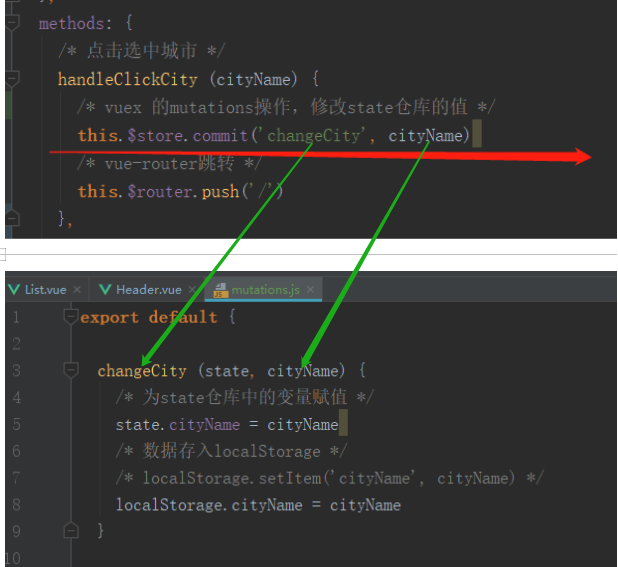 },
methods: {
/* 点击选中城市 */
handleClickCity (cityName) {
/* vuex 的mutations操作，修改state仓库的值 */
this.$store.commit('changeCity', cityName)
/* vue-router跳转 */
this.$router.push('/')
},
List.vue × Header.vue × mutations.js ×
1 export default {
2
3 changeCity (state, cityName) {
4 /* 为state仓库中的变量赋值 */
5 state.cityName = cityName
6 /* 数据存入localStorage */
7 /* localStorage.setItem('cityName', cityName) */
8 localStorage.cityName = cityName
9 }
10